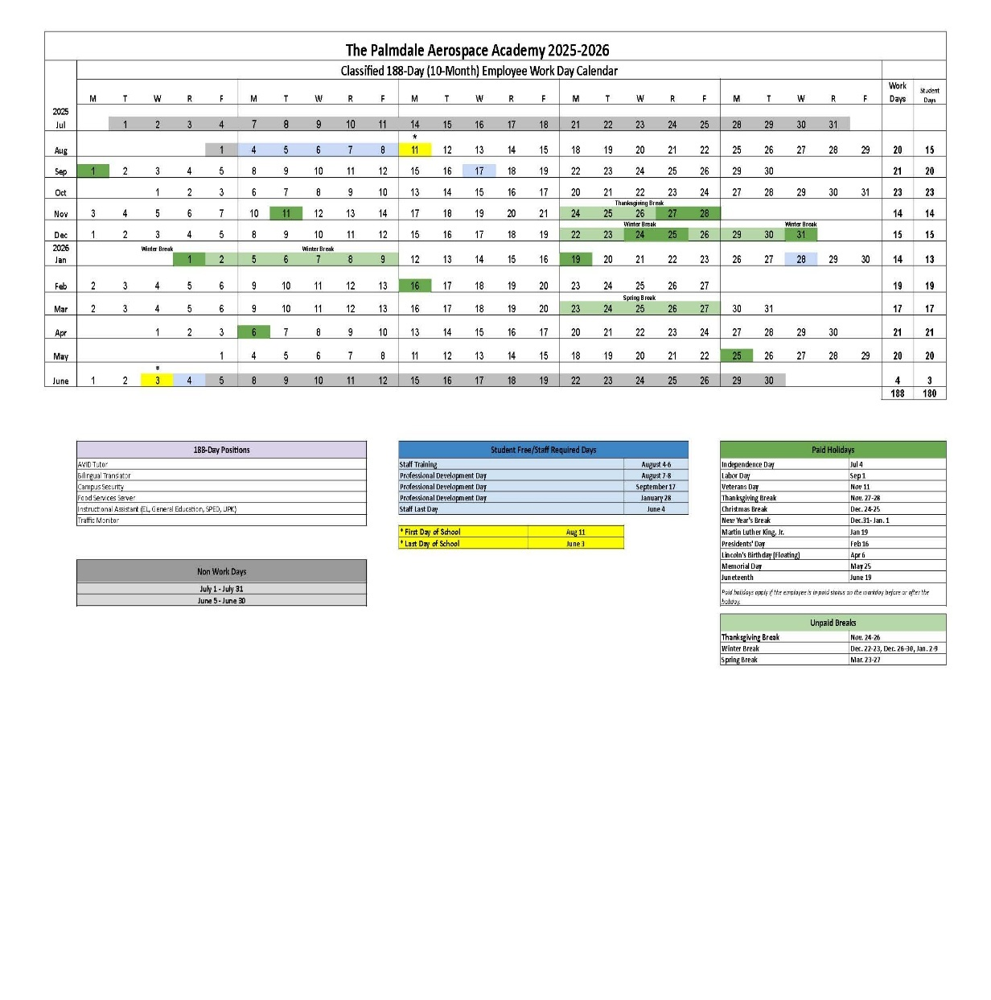 The Palmdale Aerospace Academy 2025-2026
Classified 188-Day (10-Month) Employee Work Day Calendar
M T W R F M T W R F M T W R F M T W R F M T W R F Work Days Student Days
2025
Jul 1 2 3 4 7 8 9 10 11 14 15 16 17 18 21 22 23 24 25 28 29 30 31
*
Aug 1 4 5 6 7 8 11 12 13 14 15 18 19 20 21 22 25 26 27 28 29 20 15
Sep 1 2 3 4 5 8 9 10 11 12 15 16 17 18 19 22 23 24 25 26 29 30 21 20
Oct 1 2 3 6 7 8 9 10 13 14 15 16 17 20 21 22 23 24 27 28 29 30 31 23 23
Thanksgiving Break
Nov 3 4 5 6 7 10 11 12 13 14 17 18 19 20 21 24 25 26 27 28 14 14
Winter Break Winter Break
Dec 1 2 3 4 5 8 9 10 11 12 15 16 17 18 19 22 23 24 25 26 29 30 31 15 15
2026 Winter Break Winter Break
Jan 1 2 5 6 7 8 9 12 13 14 15 16 19 20 21 22 23 26 27 28 29 30 14 13
Feb 2 3 4 5 6 9 10 11 12 13 16 17 18 19 20 23 24 25 26 27 19 19
Spring Break
Mar 2 3 4 5 6 9 10 11 12 13 16 17 18 19 20 23 24 25 26 27 30 31 17 17
Apr 1 2 3 6 7 8 9 10 13 14 15 16 17 20 21 22 23 24 27 28 29 30 21 21
May 1 4 5 6 7 8 11 12 13 14 15 18 19 20 21 22 25 26 27 28 29 20 20
*
June 1 2 3 4 5 8 9 10 11 12 15 16 17 18 19 22 23 24 25 26 29 30 4 3
188 180
188-Day Positions
AVID Tutor
Bilingual Translator
Campus Security
Food Services Server
Instructional Assistant (EL, General Education, SPED, UPK)
Traffic Monitor
Non Work Days
July 1 - July 31
June 5 - June 30
Student Free/Staff Required Days
Staff Training August 4-6
Professional Development Day August 7-8
Professional Development Day September 17
Professional Development Day January 28
Staff Last Day June 4
* First Day of School Aug 11
* Last Day of School June 3
Paid Holidays
Independence Day Jul 4
Labor Day Sep 1
Veterans Day Nov 11
Thanksgiving Break Nov. 27-28
Christmas Break Dec. 24-25
New Year's Break Dec.31- Jan. 1
Martin Luther King, Jr. Jan 19
Presidents' Day Feb 16
Lincoln's Birthday (Floating) Apr 6
Memorial Day May 25
Juneteenth June 19
Paid holidays apply if the employee is in paid status on the workday before or after the
holiday.
Unpaid Breaks
Thanksgiving Break Nov. 24-26
Winter Break Dec. 22-23, Dec. 26-30, Jan. 2-9
Spring Break Mar. 23-27